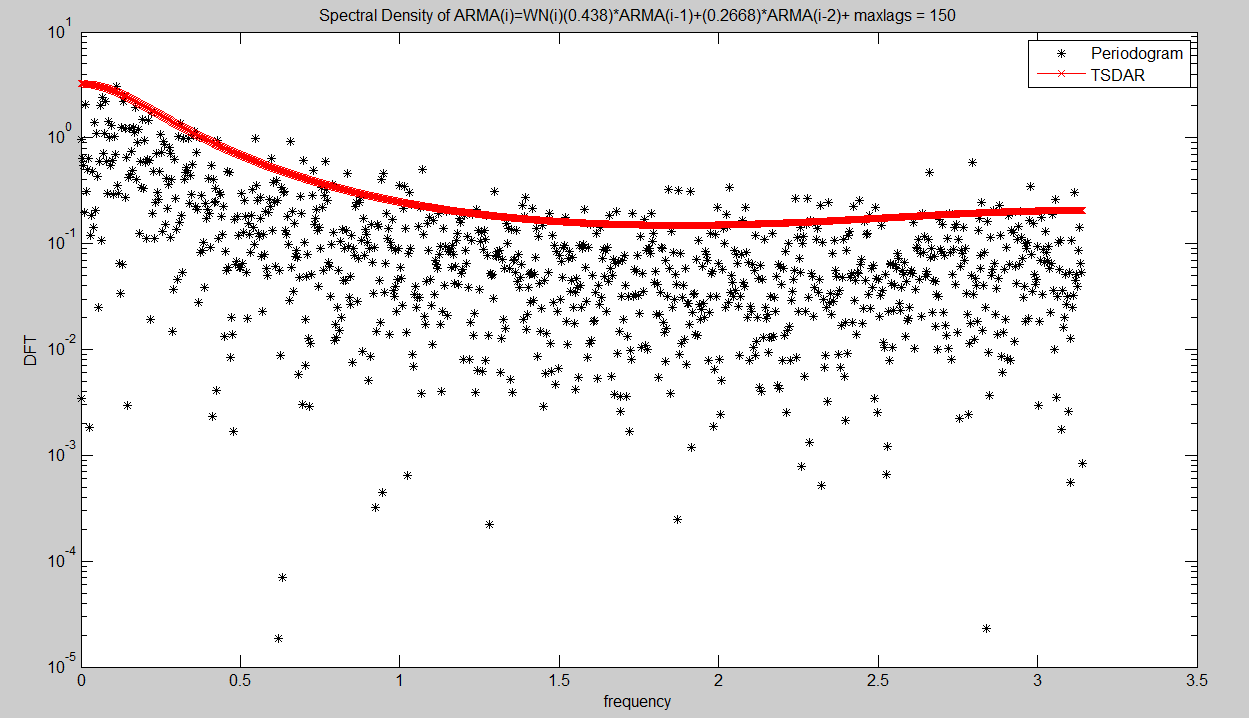 Spectral Density of ARMA(i)=WN(i)(0.438)*ARMA(i-1)+(0.2668)*ARMA(i-2)+ maxlags = 150
Periodogram
TSDAR
10^1
10^0
10^-1
10^-2
10^-3
10^-4
10^-5
DFT
0 0.5 1 1.5 2 2.5 3 3.5
frequency